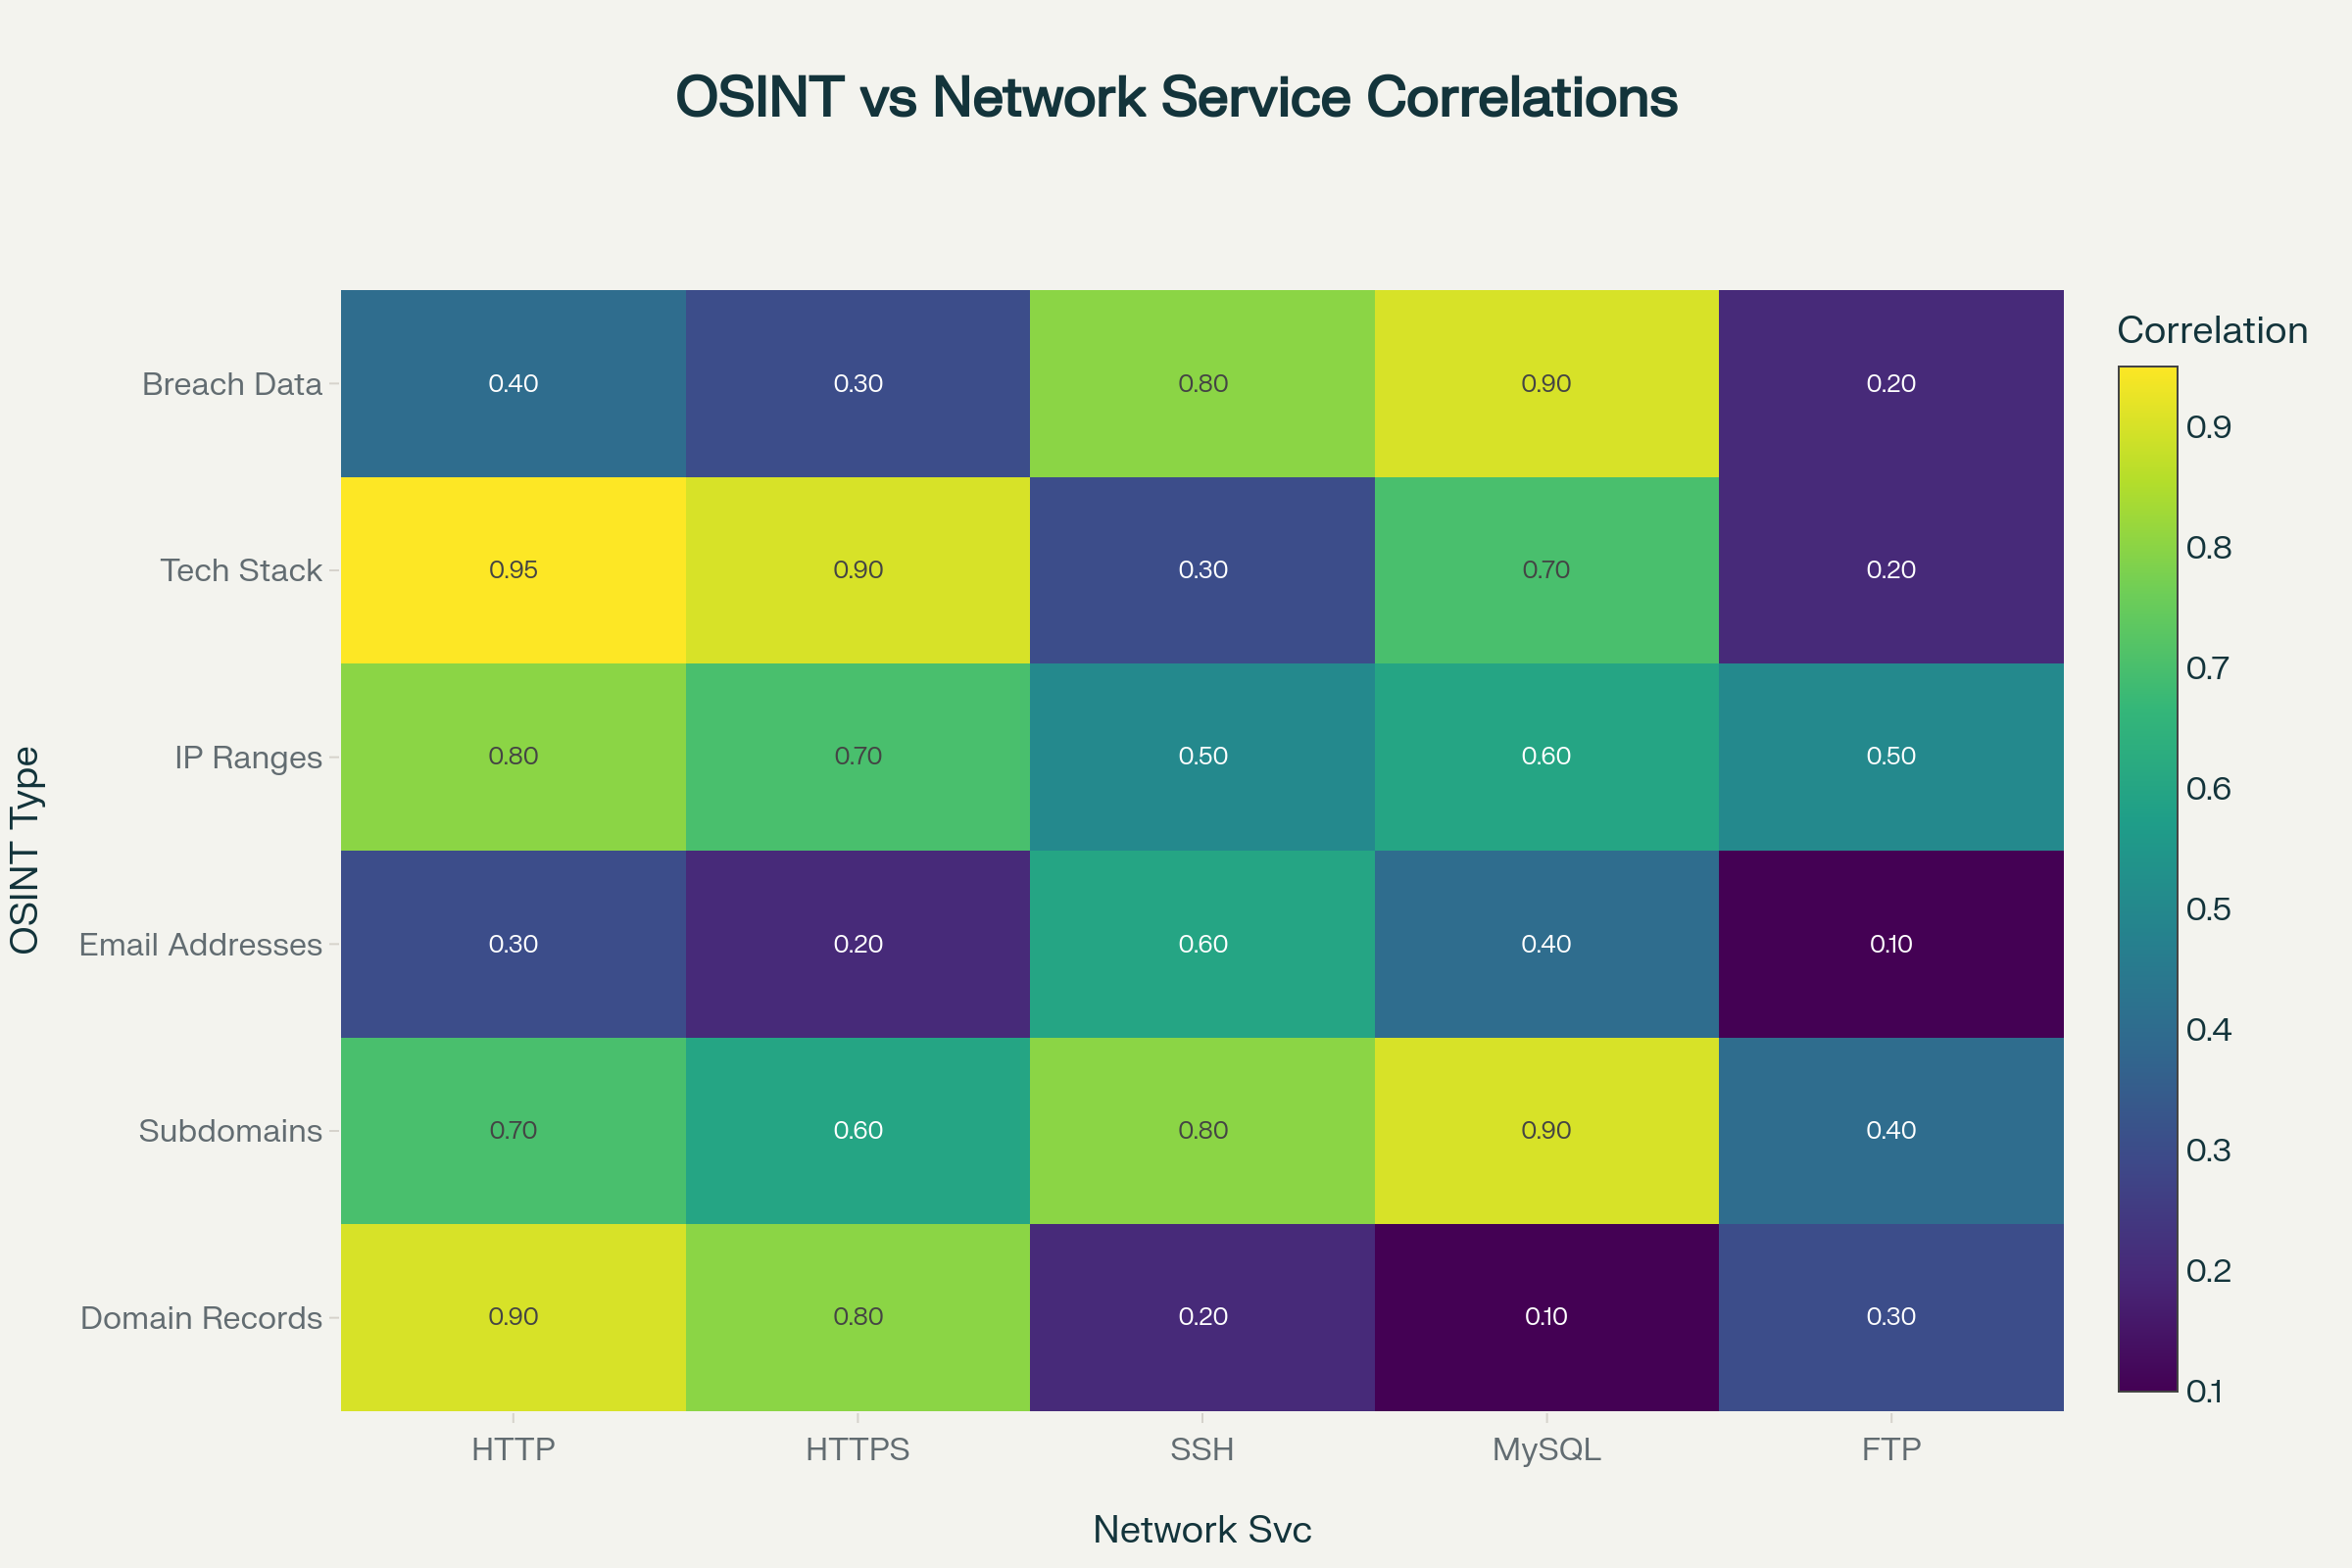 OSINT vs Network Service Correlations
Correlation
Breach Data 0.40 0.30 0.80 0.90 0.20
Tech Stack 0.95 0.90 0.30 0.70 0.20
IP Ranges 0.80 0.70 0.50 0.60 0.50
Email Addresses 0.30 0.20 0.60 0.40 0.10
Subdomains 0.70 0.60 0.80 0.90 0.40
Domain Records 0.90 0.80 0.20 0.10 0.30
HTTP HTTPS SSH MySQL FTP
Network Svc
OSINT Type
0.9
0.8
0.7
0.6
0.5
0.4
0.3
0.2
0.1